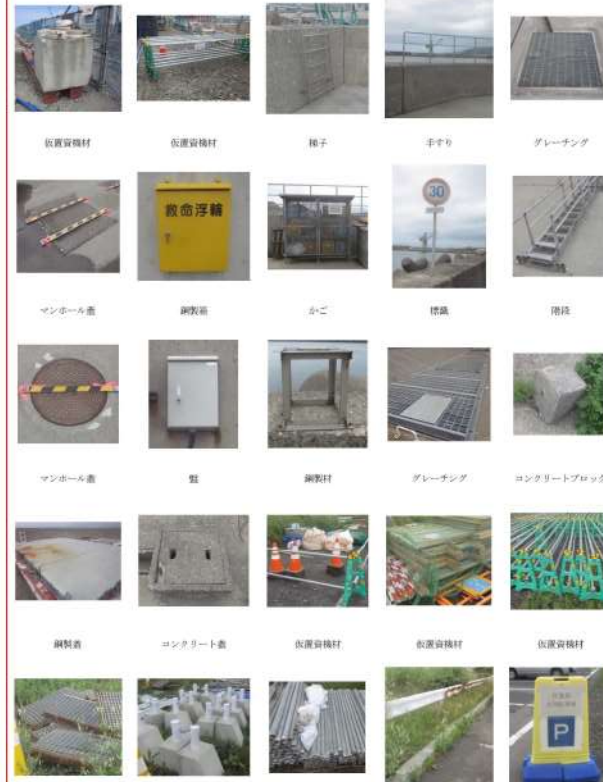 仮置資機材 仮置資機材 梯子 手すり グレーチング
救命浮輪
30
マンホール蓋 鋼製箱 かご 標識 階段
マンホール蓋 盤 鋼製材 グレーチング コンクリートブロック
鋼製蓋 コンクリート蓋 仮置資機材 仮置資機材 仮置資機材
P